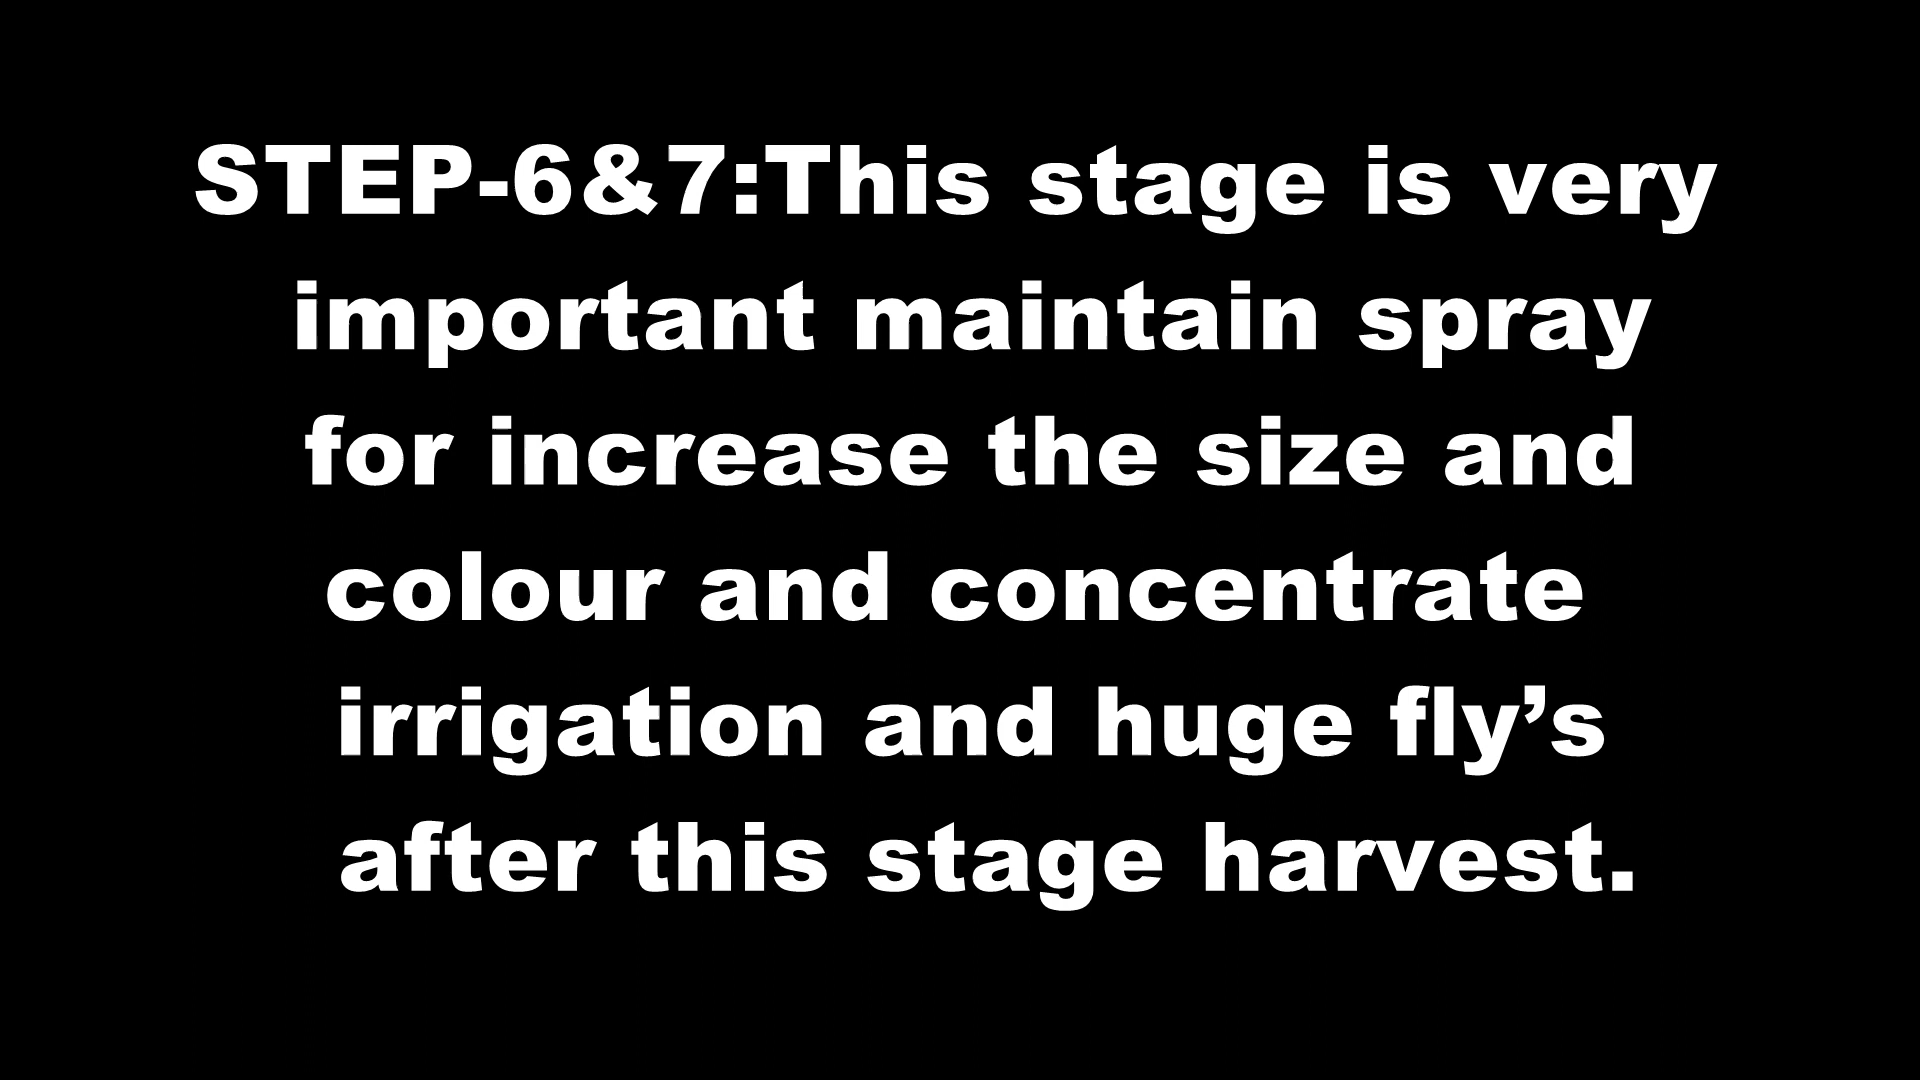 STEP-6&7:This stage is very
important maintain spray
for increase the size and
colour and concentrate
irrigation and huge fly’s
after this stage harvest.